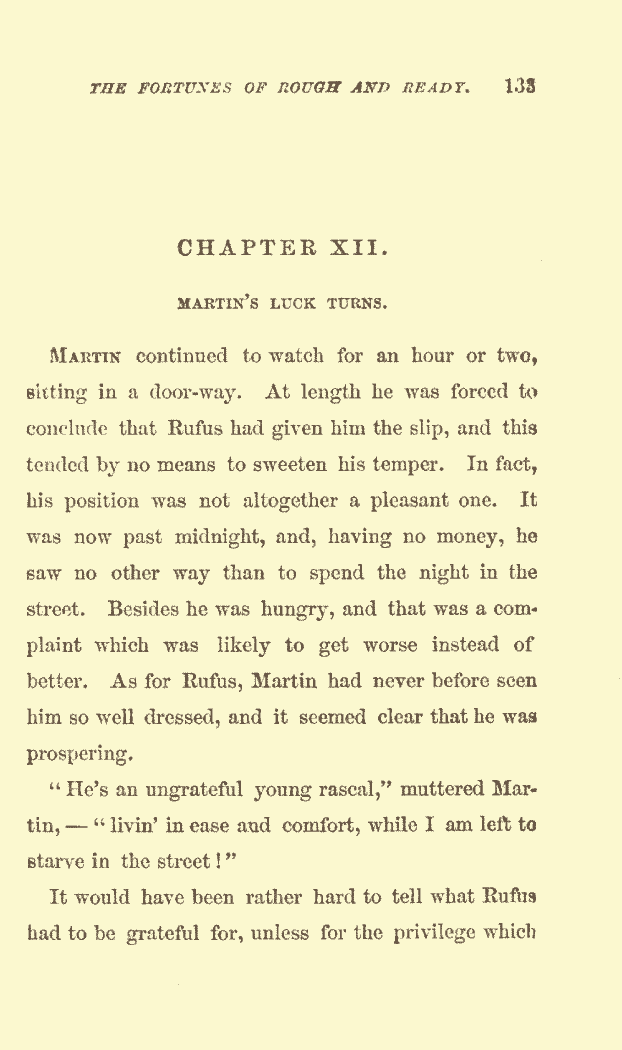 THE FORTUNES OF ROUGH AND READY. 133
CHAPTER XII.
MARTIN'S LUCK TURNS.
MARTIN continued to watch for an hour or two,
sitting in a door-way. At length he was forced to
conclude that Rufus had given him the slip, and this
tended by no means to sweeten his temper. In fact,
his position was not altogether a pleasant one. It
was now past midnight, and, having no money, he
saw no other way than to spend the night in the
street. Besides he was hungry, and that was a com-
plaint which was likely to get worse instead of
better. As for Rufus, Martin had never before seen
him so well dressed, and it seemed clear that he was
prospering.
“He's an ungrateful young rascal,” muttered Mar-
tin, — “livin' in ease and comfort, while I am left to
starve in the street!”
It would have been rather hard to tell what Rufus
had to be grateful for, unless for the privilege which